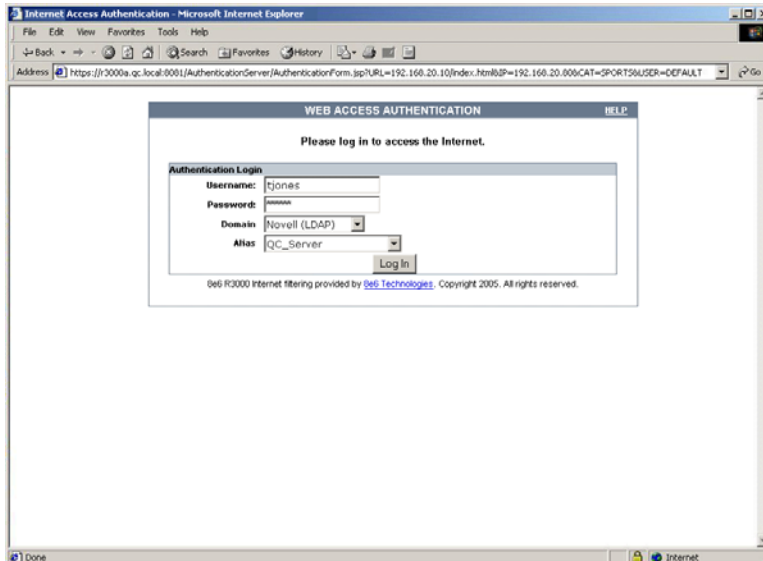 Internet Access Authentication - Microsoft Internet Explorer
File Edit View Favorites Tools Help
Back Search Favorites History
Address https://r3000a.qc.local:8081/AuthenticationServer/AuthenticationForm.jsp?URL=192.168.20.10/index.html&IP=192.168.20.80&CAT=SPORTS&USER=DEFAULT Go
WEB ACCESS AUTHENTICATION HELP
Please log in to access the Internet.
Authentication Login
Username: tjones
Password: ******
Domain Novell (LDAP)
Alias QC_Server
Log In
8e6 R3000 Internet filtering provided by 8e6 Technologies. Copyright 2005. All rights reserved.
Done Internet